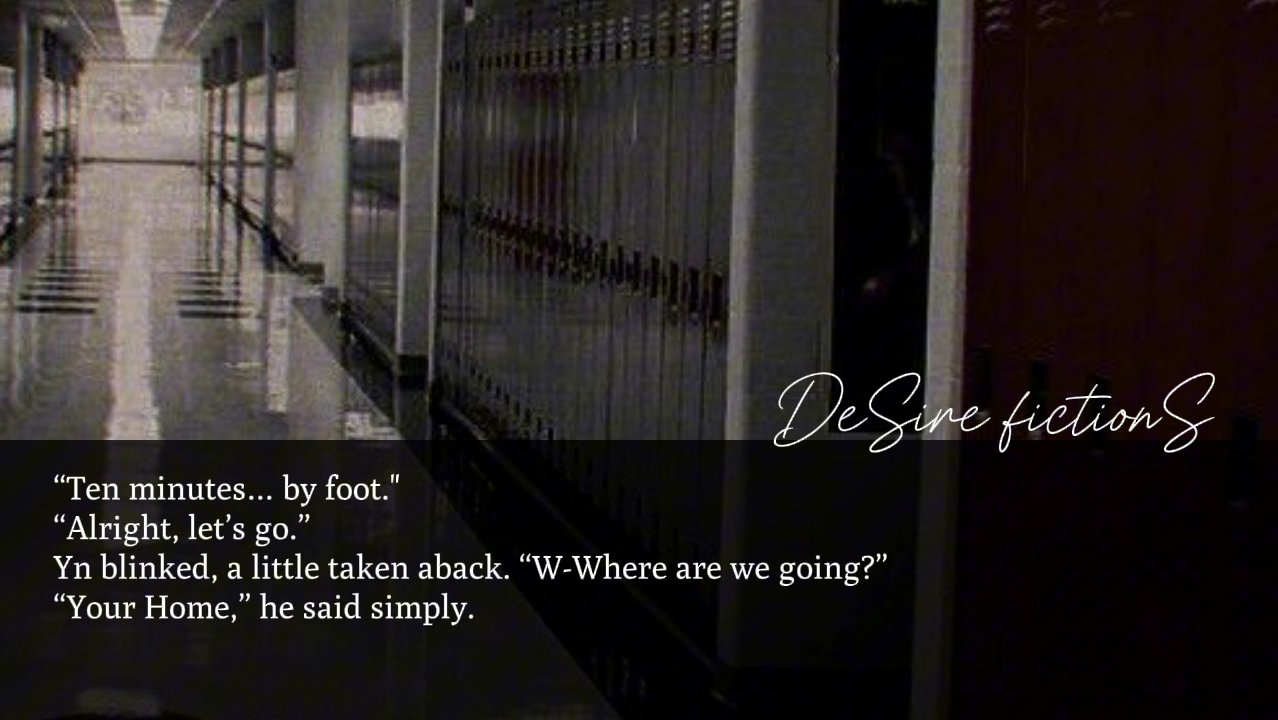 DeSire fictionS
“Ten minutes... by foot."
“Alright, let’s go.”
Yn blinked, a little taken aback. “W-Where are we going?”
“Your Home,” he said simply.